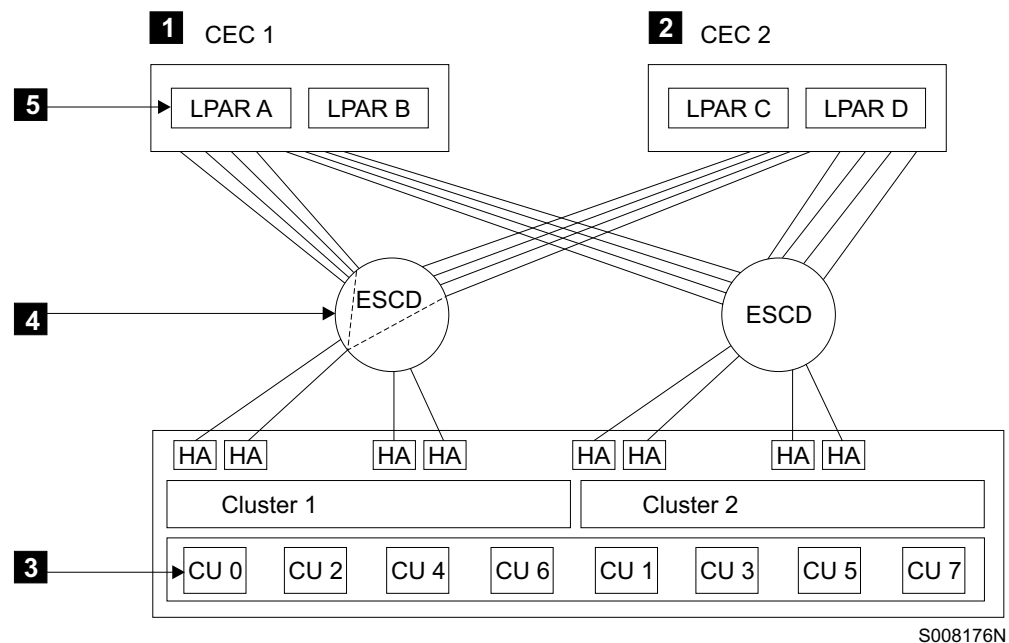 1 CEC 1 2 CEC 2
5 LPAR A LPAR B LPAR C LPAR D
4 ESCD ESCD
HA HA HA HA HA HA HA HA
Cluster 1 Cluster 2
3 CU 0 CU 2 CU 4 CU 6 CU 1 CU 3 CU 5 CU 7
S008176N